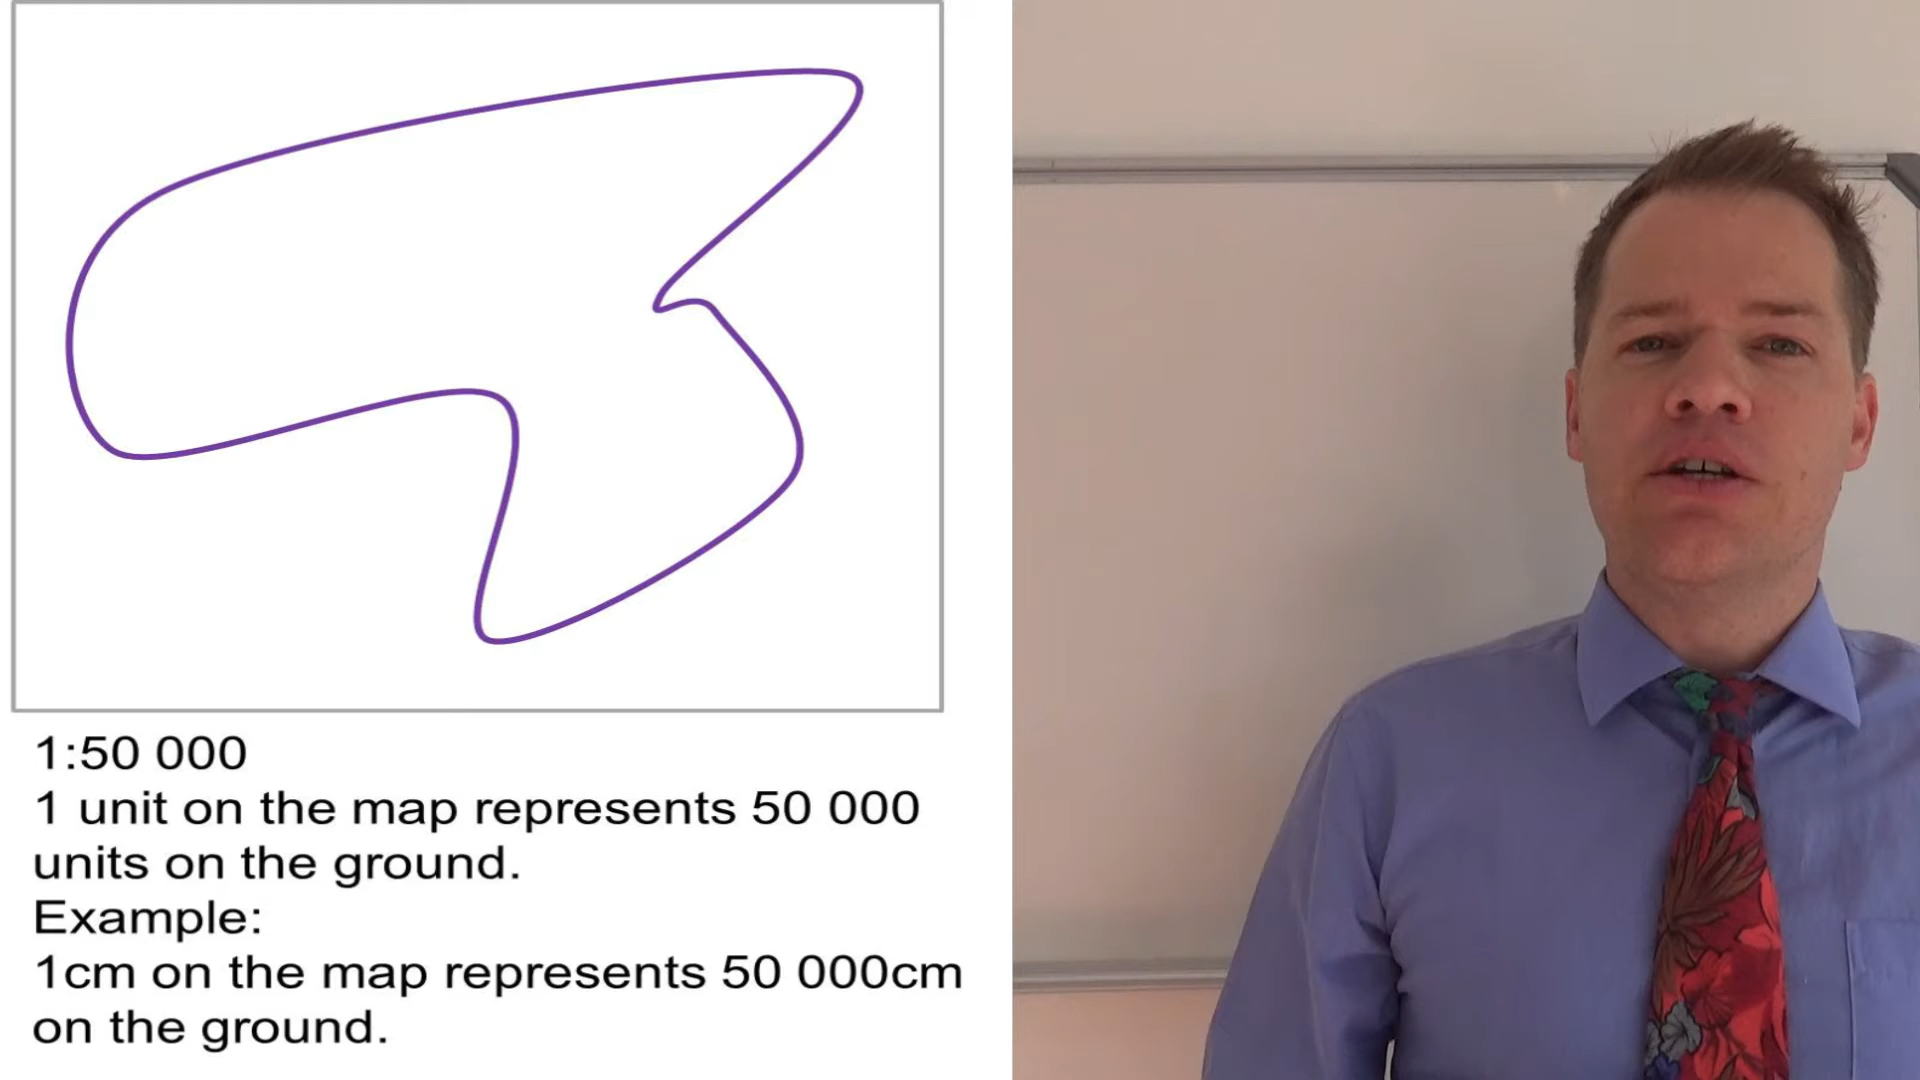 1:50 000
1 unit on the map represents 50 000
units on the ground.
Example:
1cm on the map represents 50 000cm
on the ground.